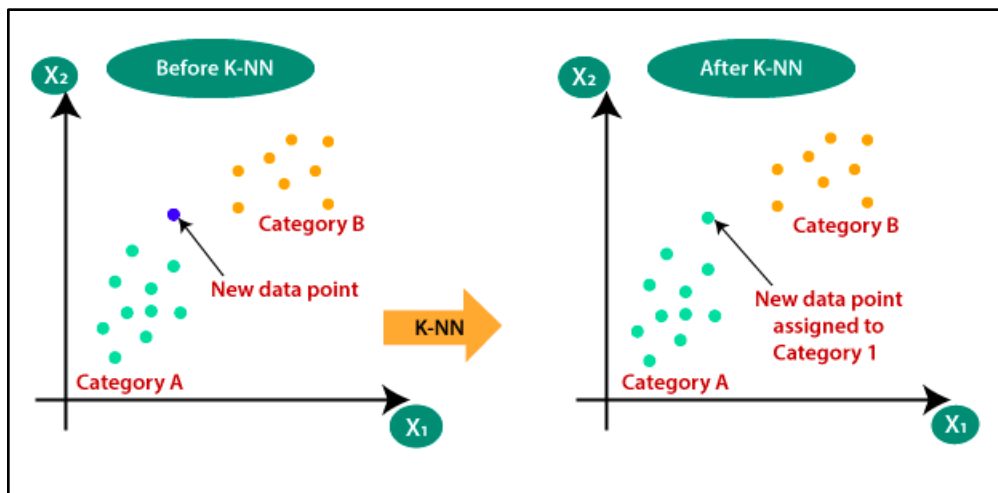 X₂
Before K-NN
Category B
New data point
Category A
X₁
K-NN
X₂
After K-NN
Category B
New data point
assigned to
Category 1
Category A
X₁